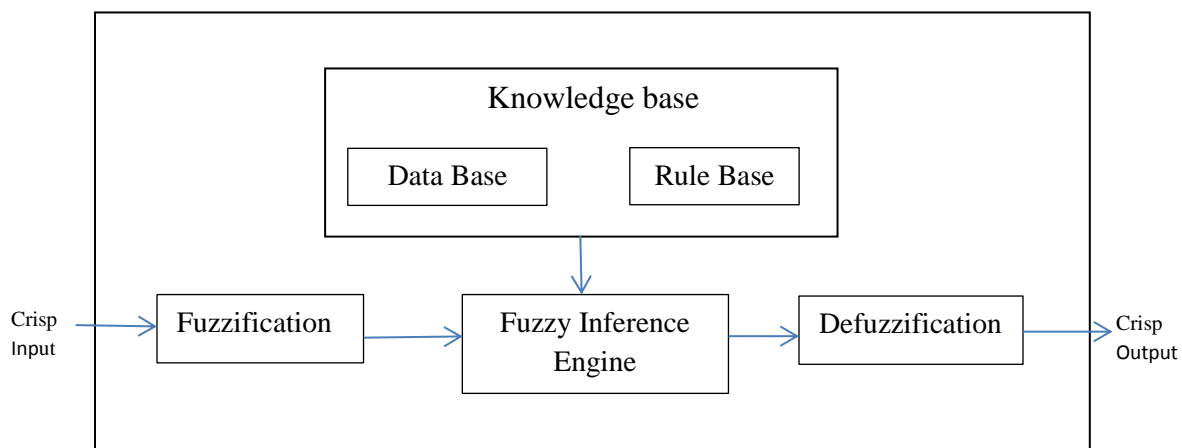 Knowledge base
Data Base
Rule Base
Crisp
Input
Fuzzification
Fuzzy Inference
Engine
Defuzzification
Crisp
Output